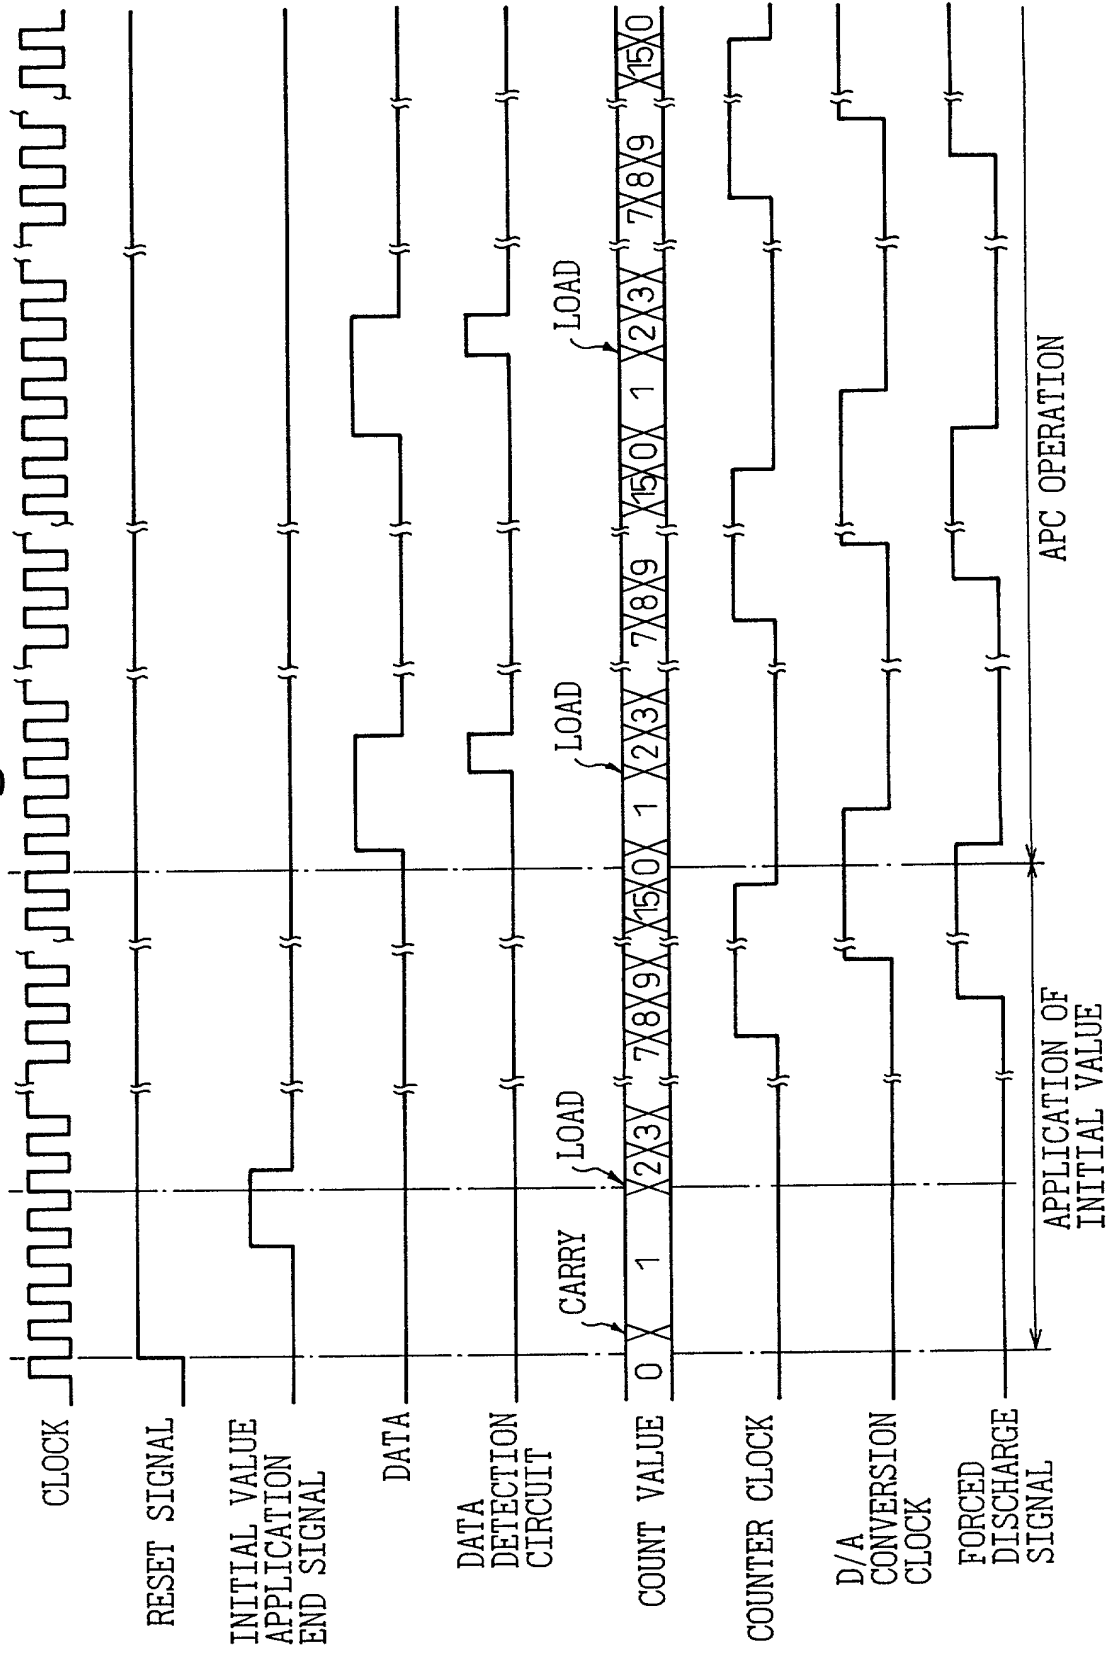 CLOCK
RESET SIGNAL
INITIAL VALUE
APPLICATION
END SIGNAL
DATA
DATA
DETECTION
CIRCUIT
CARRY
LOAD
LOAD
LOAD
COUNT VALUE
0 1 2 3 7 8 9 15 0 1 2 3 7 8 9 15 0 1 2 3 7 8 9 15 0
COUNTER CLOCK
D/A
CONVERSION
CLOCK
FORCED
DISCHARGE
SIGNAL
APPLICATION OF
INITIAL VALUE
APC OPERATION